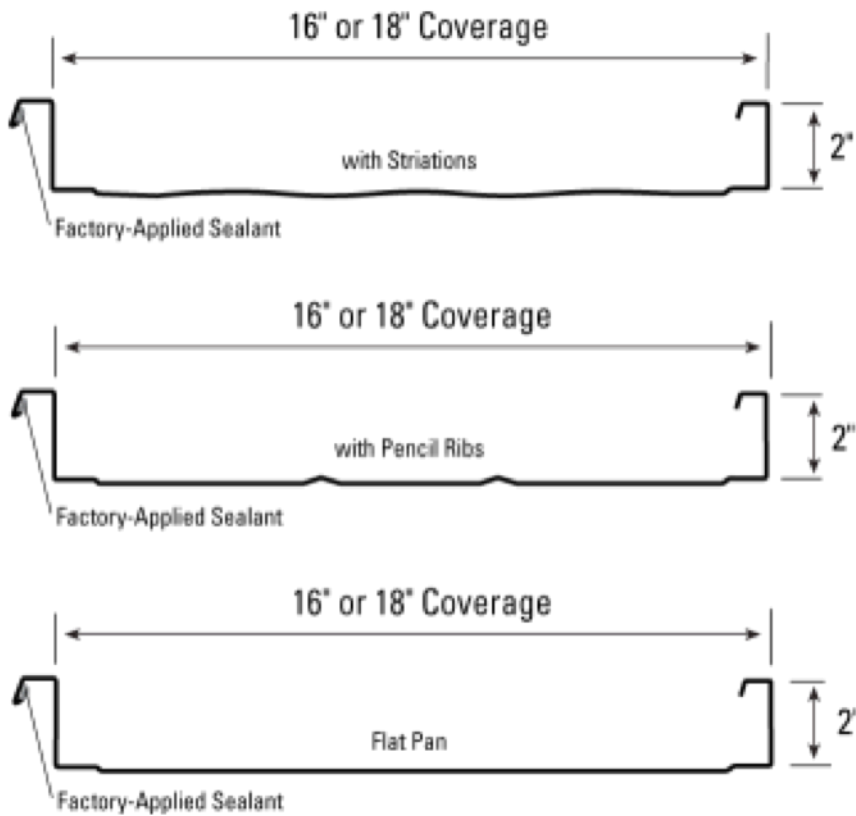 16" or 18" Coverage
with Striations
2"
Factory-Applied Sealant
16" or 18" Coverage
with Pencil Ribs
2"
Factory-Applied Sealant
16" or 18" Coverage
Flat Pan
2"
Factory-Applied Sealant